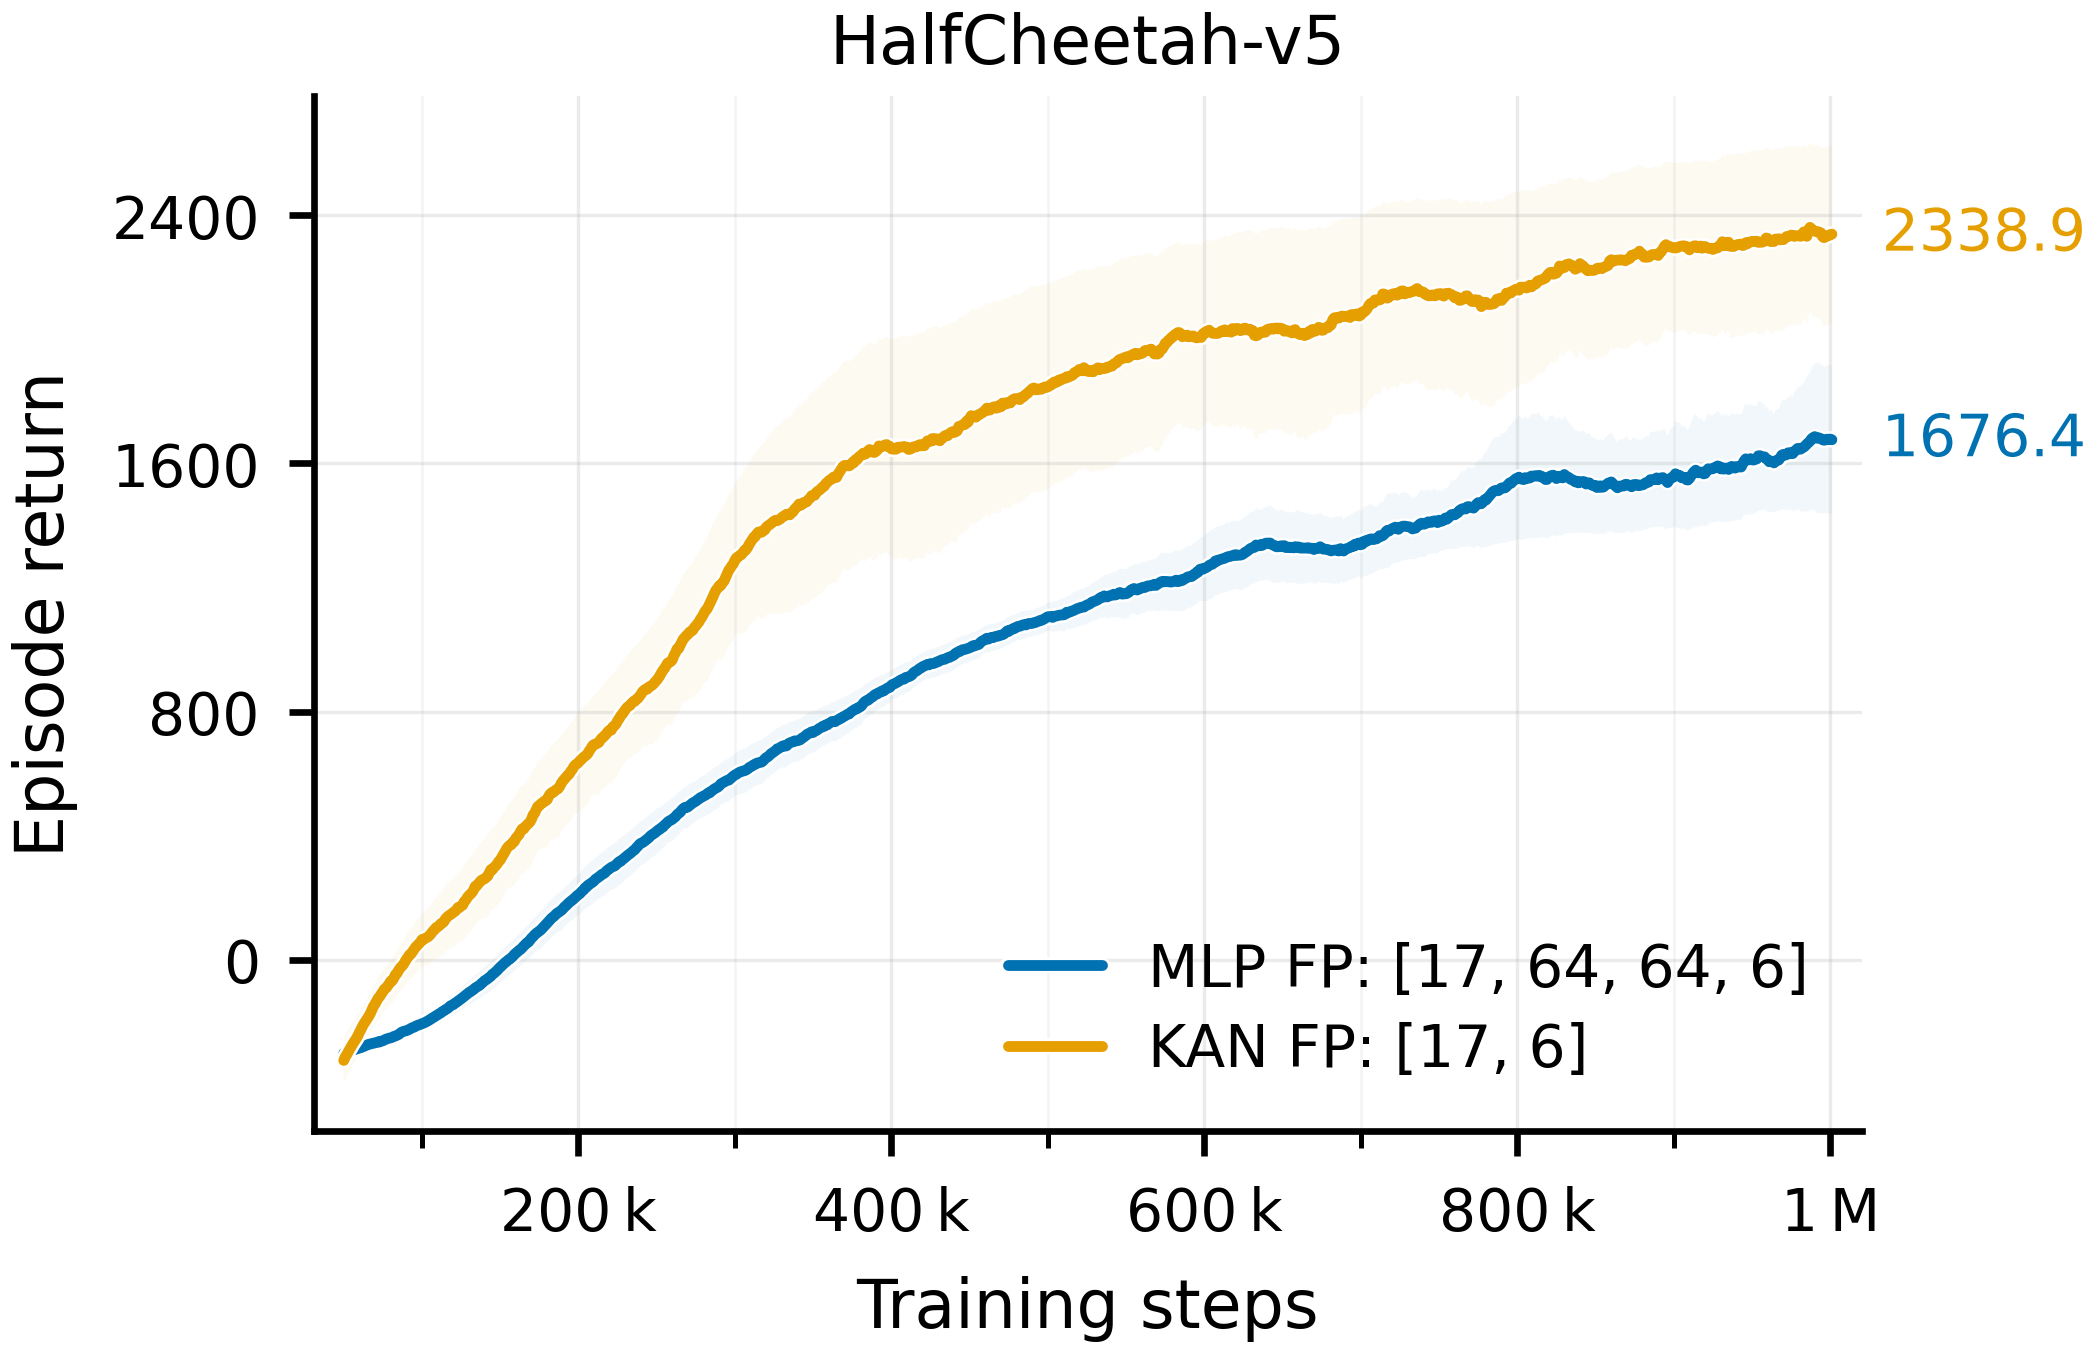 HalfCheetah-v5
Episode return
2400
1600
800
0
2338.9
1676.4
MLP FP: [17, 64, 64, 6]
KAN FP: [17, 6]
200 k
400 k
600 k
800 k
1 M
Training steps